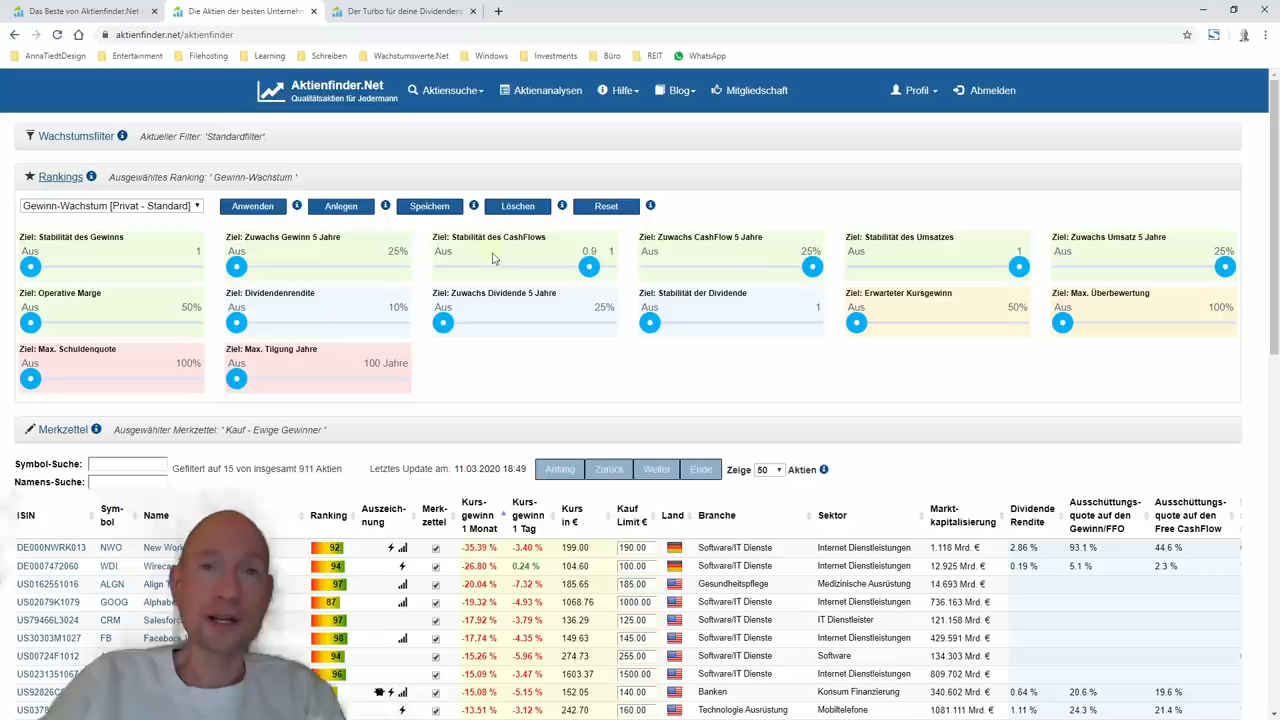 Das Beste von Aktienfinder.Net -
Die Aktien der besten Unternehm
Der Turbo für deine Dividenden
aktienfinder.net/aktienfinder
AnnaTiedtDesign Entertainment Filehosting Learning Schreiben Wachstumswerte.Net Windows Investments Büro REIT WhatsApp
Aktienfinder.Net
Qualitätsaktien für Jedermann
Aktiensuche Aktienanalysen Hilfe Blog Mitgliedschaft Profil Abmelden
Wachstumsfilter Aktueller Filter: 'Standardfilter'.
Rankings Ausgewähltes Ranking: ' Gewinn-Wachstum '
Gewinn-Wachstum [Privat - Standard] Anwenden Anlegen Speichern Löschen Reset
Ziel: Stabilität des Gewinns Ziel: Zuwachs Gewinn 5 Jahre Ziel: Stabilität des CashFlows Ziel: Zuwachs CashFlow 5 Jahre Ziel: Stabilität des Umsatzes Ziel: Zuwachs Umsatz 5 Jahre
Aus 1 Aus 25% Aus 0.9 1 Aus 25% Aus 1 Aus 25%
Ziel: Operative Marge Ziel: Dividendenrendite Ziel: Zuwachs Dividende 5 Jahre Ziel: Stabilität der Dividende Ziel: Erwarteter Kursgewinn Ziel: Max. Überbewertung
Aus 50% Aus 10% Aus 25% Aus 1 Aus 50% Aus 100%
Ziel: Max. Schuldenquote Ziel: Max. Tilgung Jahre
Aus 100% Aus 100 Jahre
Merkzettel Ausgewählter Merkzettel: ' Kauf - Ewige Gewinner '
Symbol-Suche: Gefiltert auf 15 von insgesamt 911 Aktien Letztes Update am: 11.03.2020 18:49 Anfang Zurück Weiter Ende Zeige 50 Aktien
Namens-Suche:
ISIN Sym-bol Name Ranking Auszeich-nung Merk-zettel Kurs-gewinn 1 Monat Kurs-gewinn 1 Tag Kurs in € Kauf Limit € Land Branche Sektor Markt-kapitalisierung Dividende Rendite Ausschüttungs-quote auf den Gewinn/FFO Ausschüttungs-quote auf den Free CashFlow
DE000NWRK013 NWO New Wor 92 -35.39 % -3.40 % 199.00 190.00 Software/IT Dienste Internet Dienstleistungen 1.118 Mrd. € 2.86 % 93.1 % 44.6 %
DE0007472060 WDI Wirecar 94 -26.80 % 0.24 % 104.60 100.00 Software/IT Dienste Internet Dienstleistungen 12.925 Mrd. € 0.19 % 5.1 % 2.3 %
US0162551016 ALGN Align T 97 -20.04 % -7.32 % 185.65 185.00 Gesundheitspflege Medizinische Ausrüstung 14.693 Mrd. €
US02079K1079 GOOG Alphabe 87 -19.32 % -4.93 % 1068.76 1000.00 Software/IT Dienste Internet Dienstleistungen 736.163 Mrd. €
US79466L3024 CRM Salesfor 97 -17.92 % -3.79 % 136.29 125.00 Software/IT Dienste IT Dienstleister 121.158 Mrd. €
US30303M1027 FB Facebo 98 -17.74 % -4.35 % 149.63 145.00 Software/IT Dienste Internet Dienstleistungen 429.591 Mrd. €
US00724F1012 A 94 -15.26 % -5.96 % 274.73 255.00 Software/IT Dienste Software 134.303 Mrd. €
US0231351067 96 -15.09 % -3.47 % 1603.37 1500.00 Software/IT Dienste Internet Dienstleistungen 809.702 Mrd. €
US92826C -15.08 % -5.15 % 152.05 140.00 Banken Konsum Finanzierung 340.602 Mrd. € 0.64 % 20.6 % 19.6 %
US0378 -13.51 % -3.12 % 242.70 160.00 Technologie Ausrüstung Mobiltelefone 1081.111 Mrd. € 1.11 % 24.3 % 21.4 %